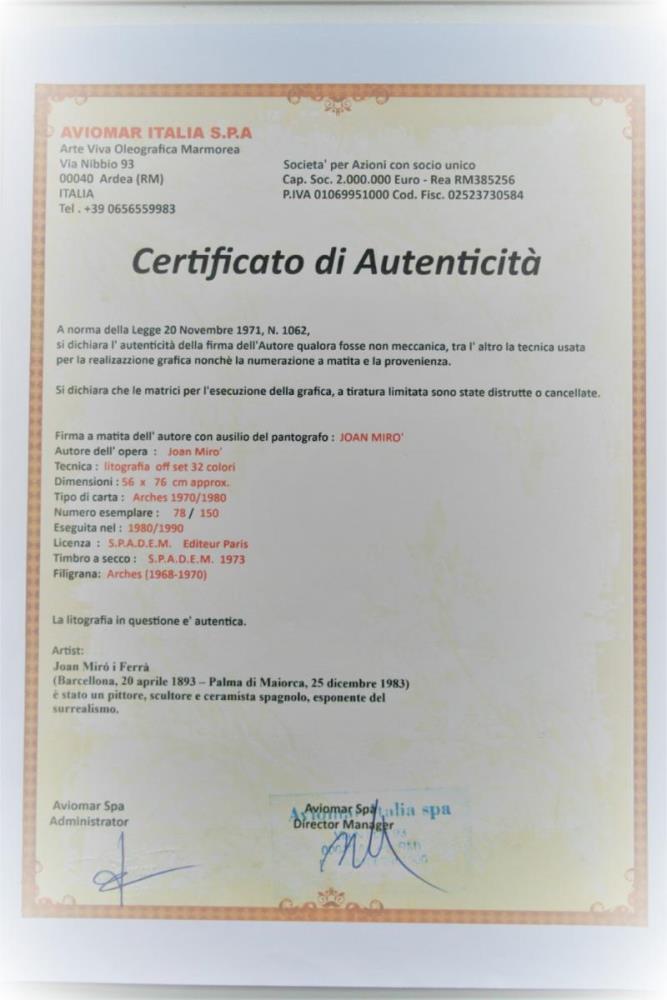 AVIOMAR ITALIA S.P.A
Arte Viva Oleografica Marmorea
Via Nibbio 93
00040 Ardea (RM)
ITALIA
Tel . +39 0656559983
Societa' per Azioni con socio unico
Cap. Soc. 2.000.000 Euro - Rea RM385256
P.IVA 01069951000 Cod. Fisc. 02523730584
Certificato di Autenticità
A norma della Legge 20 Novembre 1971, N. 1062,
si dichiara l' autenticità della firma dell'Autore qualora fosse non meccanica, tra l' altro la tecnica usata
per la realizazzione grafica nonchè la numerazione a matita e la provenienza.
Si dichiara che le matrici per l'esecuzione della grafica, a tiratura limitata sono state distrutte o cancellate.
Firma a matita dell' autore con ausilio del pantografo : JOAN MIRO'
Autore dell' opera : Joan Miro'
Tecnica : litografia off set 32 colori
Dimensioni : 56 x 76 cm approx.
Tipo di carta : Arches 1970/1980
Numero esemplare : 78 / 150
Eseguita nel : 1980/1990
Licenza : S.P.A.D.E.M. Editeur Paris
Timbro a secco : S.P.A.D.E.M. 1973
Filigrana: Arches (1968-1970)
La litografia in questione e' autentica.
Artist:
Joan Miró i Ferrà
(Barcellona, 20 aprile 1893 – Palma di Maiorca, 25 dicembre 1983)
è stato un pittore, scultore e ceramista spagnolo, esponente del
surrealismo.
Aviomar Spa
Administrator
Aviomar Spa
Director Manager
Aviomar Italia spa